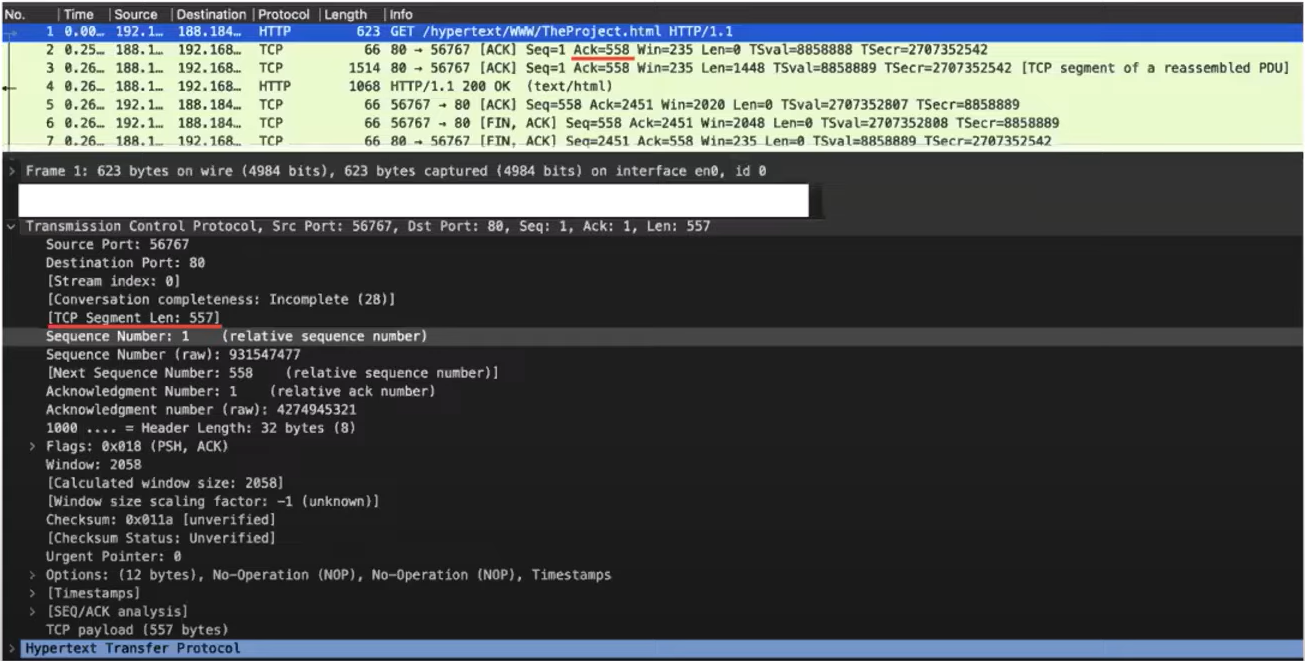 No. Time Source Destination Protocol Length Info
1 0.00… 192.1… 188.184… HTTP 623 GET /hypertext/WWW/TheProject.html HTTP/1.1
2 0.25… 188.1… 192.168… TCP 66 80 → 56767 [ACK] Seq=1 Ack=558 Win=235 Len=0 TSval=8858888 TSecr=2707352542
3 0.26… 188.1… 192.168… TCP 1514 80 → 56767 [ACK] Seq=1 Ack=558 Win=235 Len=1448 TSval=8858889 TSecr=2707352542 [TCP segment of a reassembled PDU]
4 0.26… 188.1… 192.168… HTTP 1068 HTTP/1.1 200 OK (text/html)
5 0.26… 192.1… 188.184… TCP 66 56767 → 80 [ACK] Seq=558 Ack=2451 Win=2020 Len=0 TSval=2707352807 TSecr=8858889
6 0.26… 192.1… 188.184… TCP 66 56767 → 80 [FIN, ACK] Seq=558 Ack=2451 Win=2048 Len=0 TSval=2707352808 TSecr=8858889
7 0.26… 188.1… 192.168… TCP 66 80 → 56767 [FIN, ACK] Seq=2451 Ack=558 Win=235 Len=0 TSval=8858889 TSecr=2707352542
Frame 1: 623 bytes on wire (4984 bits), 623 bytes captured (4984 bits) on interface en0, id 0
Transmission Control Protocol, Src Port: 56767, Dst Port: 80, Seq: 1, Ack: 1, Len: 557
Source Port: 56767
Destination Port: 80
[Stream index: 0]
[Conversation completeness: Incomplete (28)]
[TCP Segment Len: 557]
Sequence Number: 1 (relative sequence number)
Sequence Number (raw): 931547477
[Next Sequence Number: 558 (relative sequence number)]
Acknowledgment Number: 1 (relative ack number)
Acknowledgment number (raw): 4274945321
1000 .... = Header Length: 32 bytes (8)
Flags: 0x018 (PSH, ACK)
Window: 2058
[Calculated window size: 2058]
[Window size scaling factor: -1 (unknown)]
Checksum: 0x011a [unverified]
[Checksum Status: Unverified]
Urgent Pointer: 0
Options: (12 bytes), No-Operation (NOP), No-Operation (NOP), Timestamps
[Timestamps]
[SEQ/ACK analysis]
TCP payload (557 bytes)
Hypertext Transfer Protocol